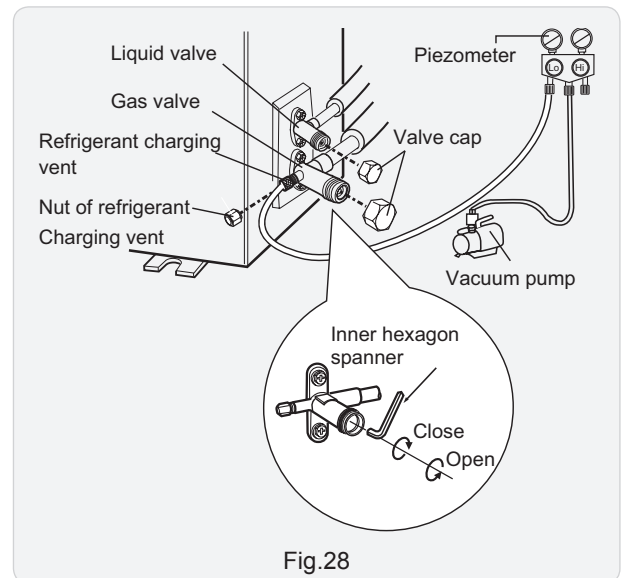 Liquid valve
Gas valve
Refrigerant charging
vent
Nut of refrigerant
Charging vent
Piezometer
Lo
Hi
Valve cap
Vacuum pump
Inner hexagon
spanner
Close
Open
Fig.28